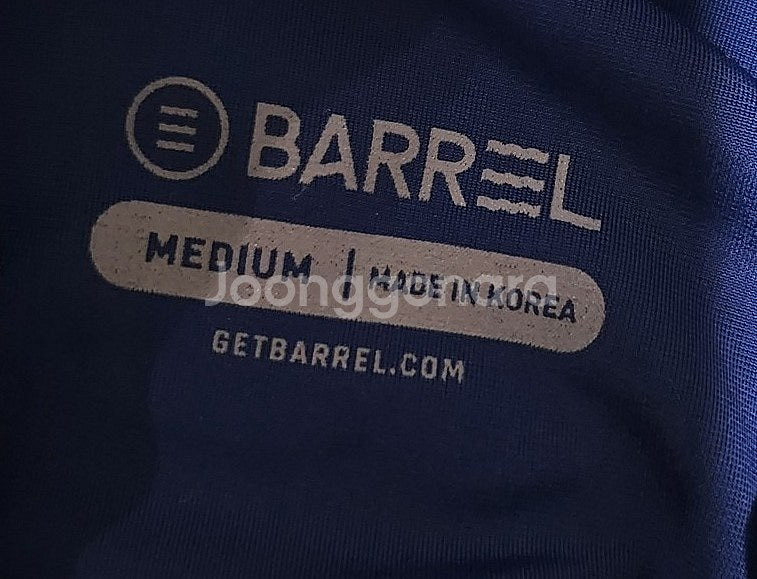 BARREL
MEDIUM | MADE IN KOREA
Joonggonara
GETBARREL.COM